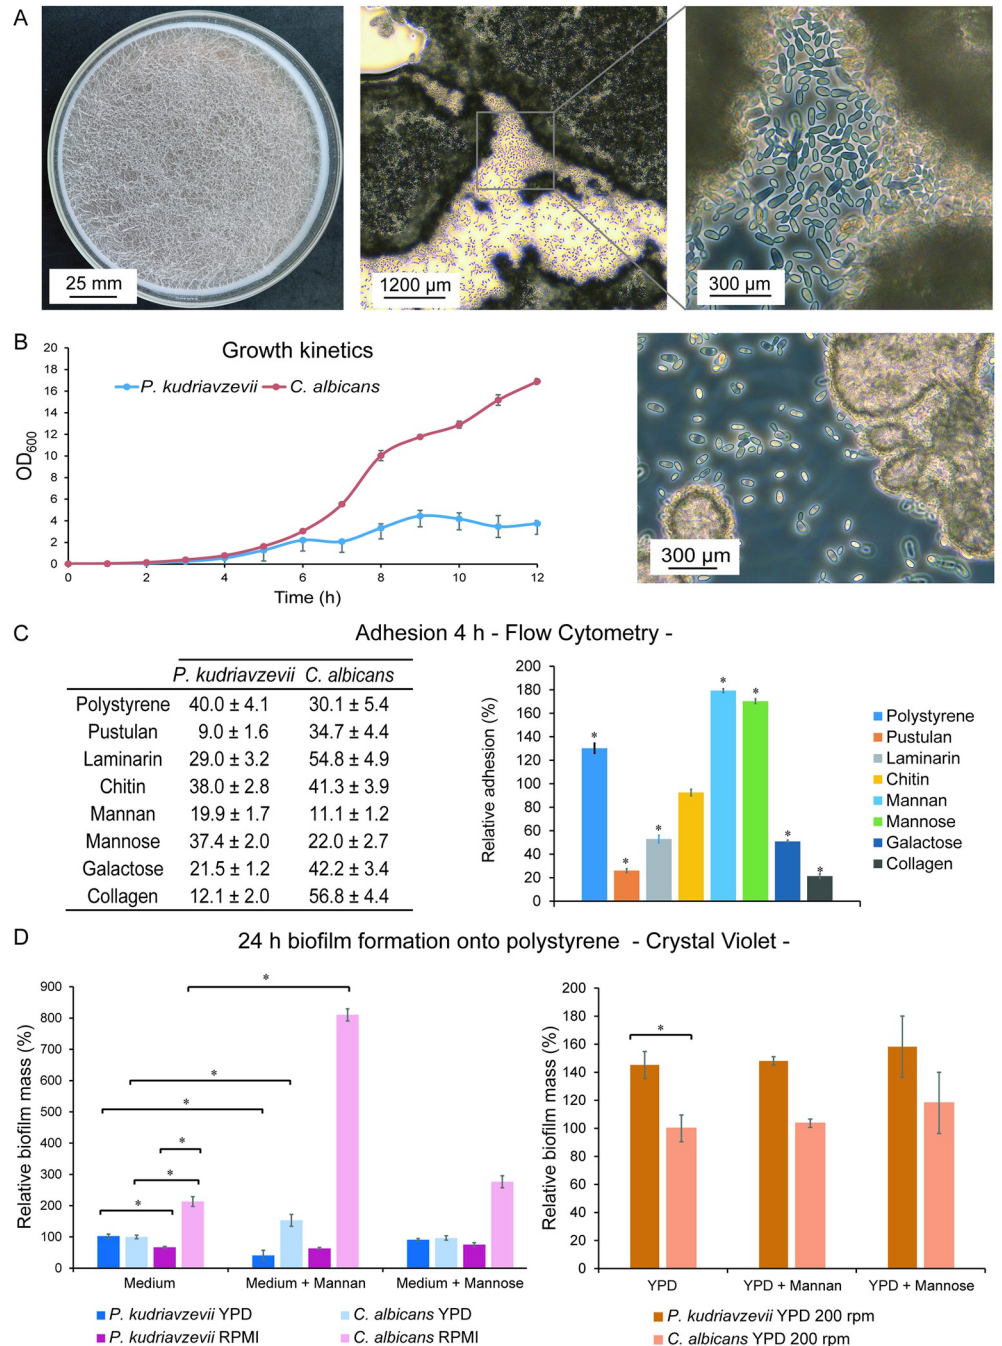 A
25 mm
1200 μm
300 μm
B
Growth kinetics
P. kudriavzevii C. albicans
OD600
20
18
16
14
12
10
8
6
4
2
0
0 2 4 6 8 10 12
Time (h)
300 μm
C
Adhesion 4 h - Flow Cytometry -
P. kudriavzevii C. albicans
Polystyrene 40.0 ± 4.1 30.1 ± 5.4
Pustulan 9.0 ± 1.6 34.7 ± 4.4
Laminarin 29.0 ± 3.2 54.8 ± 4.9
Chitin 38.0 ± 2.8 41.3 ± 3.9
Mannan 19.9 ± 1.7 11.1 ± 1.2
Mannose 37.4 ± 2.0 22.0 ± 2.7
Galactose 21.5 ± 1.2 42.2 ± 3.4
Collagen 12.1 ± 2.0 56.8 ± 4.4
Relative adhesion (%)
200
180
160
140
120
100
80
60
40
20
0
* * * * * * *
Polystyrene
Pustulan
Laminarin
Chitin
Mannan
Mannose
Galactose
Collagen
D
24 h biofilm formation onto polystyrene - Crystal Violet -
Relative biofilm mass (%)
900
800
700
600
500
400
300
200
100
0
*
*
*
*
*
*
Medium Medium + Mannan Medium + Mannose
P. kudriavzevii YPD C. albicans YPD
P. kudriavzevii RPMI C. albicans RPMI
Relative biofilm mass (%)
200
180
160
140
120
100
80
60
40
20
0
*
YPD YPD + Mannan YPD + Mannose
P. kudriavzevii YPD 200 rpm
C. albicans YPD 200 rpm